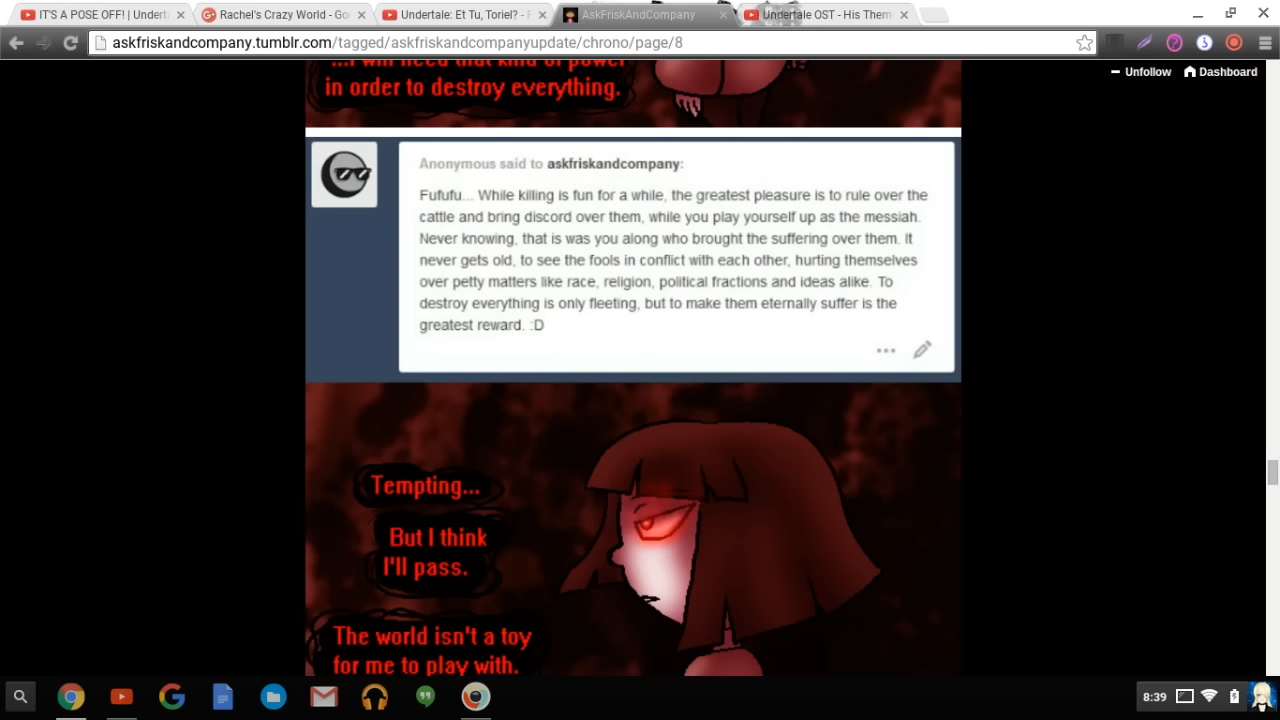 IT'S A POSE OFF! | Undert
Rachel's Crazy World - Go
Undertale: Et Tu, Toriel? - F
AskFriskAndCompany
Undertale OST - His Them
askfriskandcompany.tumblr.com/tagged/askfriskandcompanyupdate/chrono/page/8
Unfollow
Dashboard
...I will need that kind of power
in order to destroy everything.
Anonymous said to askfriskandcompany:
Fufufu... While killing is fun for a while, the greatest pleasure is to rule over the
cattle and bring discord over them, while you play yourself up as the messiah.
Never knowing, that is was you along who brought the suffering over them. It
never gets old, to see the fools in conflict with each other, hurting themselves
over petty matters like race, religion, political fractions and ideas alike. To
destroy everything is only fleeting, but to make them eternally suffer is the
greatest reward. :D
Tempting...
But I think
I'll pass.
The world isn't a toy
for me to play with.
8:39